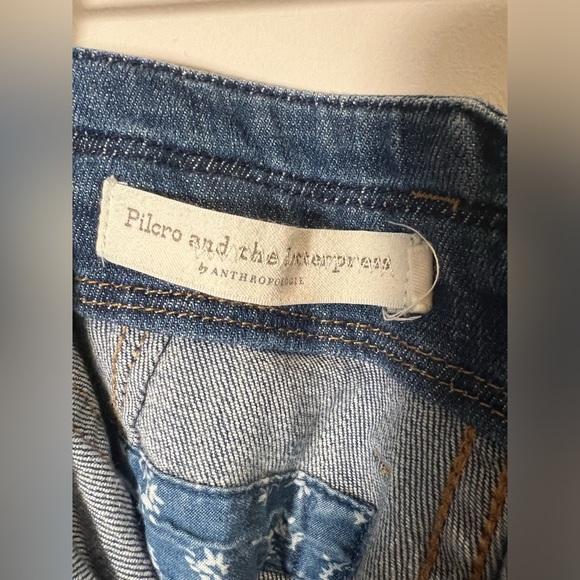 Pilcro and the Letterpress
by ANTHROPOLOGIE